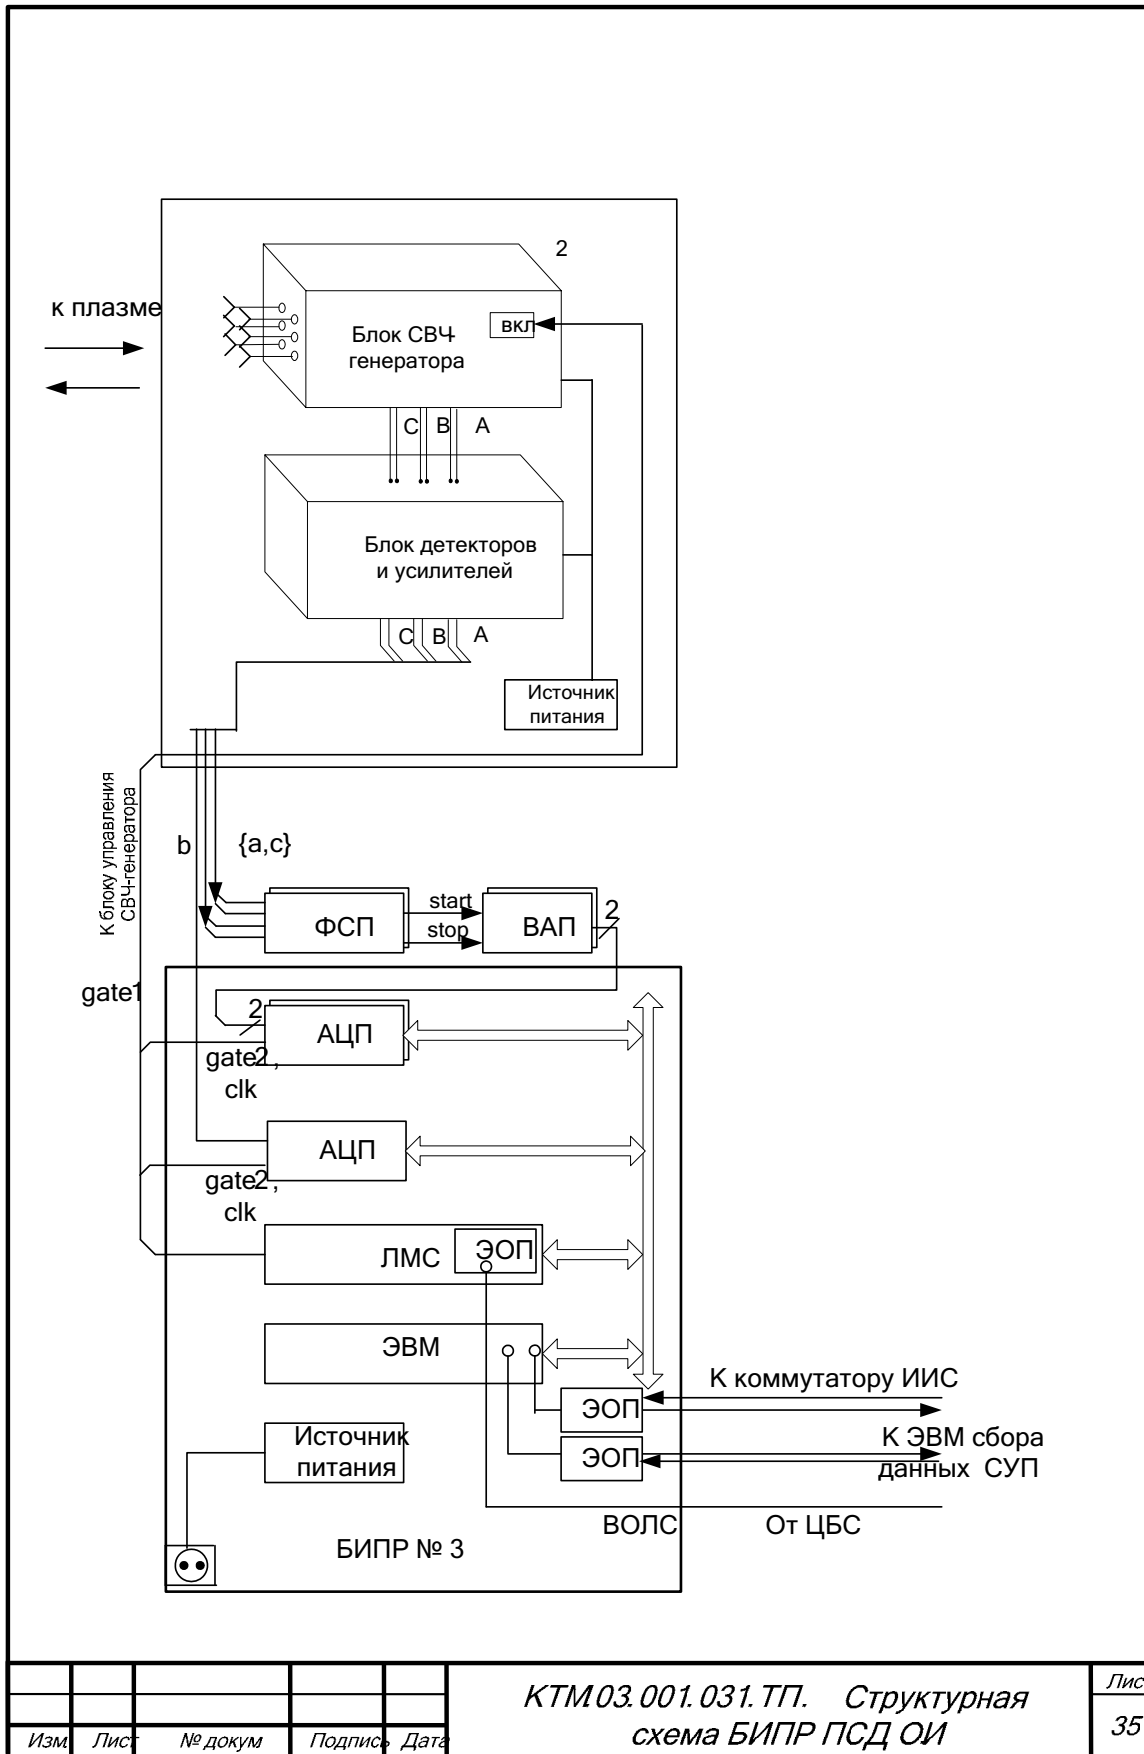 2
к плазме
вкл
Блок СВЧ
генератора
С В А
Блок детекторов
и усилителей
С В А
Источник
питания
К блоку управления
СВЧ-генератора
b
{a,c}
ФСП
start
stop
ВАП
2
gate1
2
АЦП
gate2,
clk
АЦП
gate2,
clk
ЛМС
ЭОП
ЭВМ
К коммутатору ИИС
ЭОП
Источник
питания
К ЭВМ сбора
данных СУП
ЭОП
ВОЛС
От ЦБС
БИПР № 3
КТМ.03.001.031.ТП. Структурная
схема БИПР ПСД ОИ
Лис
35
Изм Лист № докум Подпись Дата